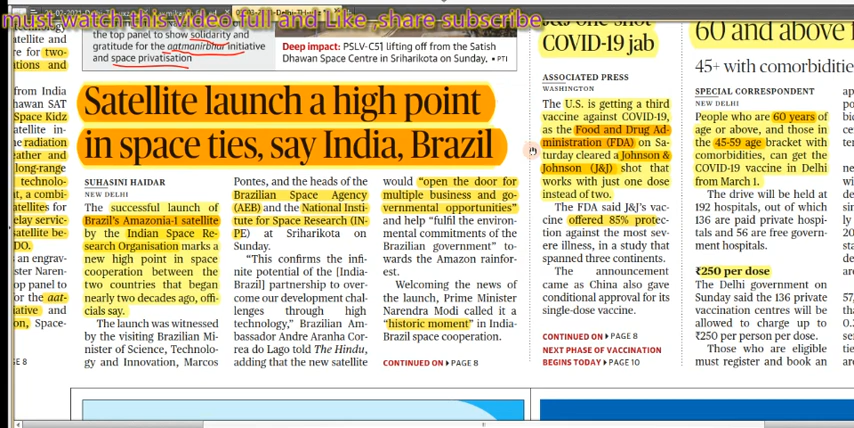 must watch this video full and Like ,share subscribe
the top panel to show solidarity and
gratitude for the aatmanirbhar initiative
and space privatisation
Deep impact: PSLV-C51 lifting off from the Satish
Dhawan Space Centre in Sriharikota on Sunday. • PTI
atellite and
re for two-
ations and
from India
hawan SAT
Space Kidz
atellite in-
he radiation
eather and
long-range
technolo-
t, a combi-
satellites for
elay servic-
satellite be-
DO.
s an engrav-
ster Naren-
top panel to
for the aat-
iative and
on, Space-
GE 8
Satellite launch a high point
in space ties, say India, Brazil
SUHASINI HAIDAR
NEW DELHI
The successful launch of
Brazil's Amazonia-1 satellite
by the Indian Space Re-
search Organisation marks a
new high point in space
cooperation between the
two countries that began
nearly two decades ago, offi-
cials say.
The launch was witnessed
by the visiting Brazilian Mi-
nister of Science, Technolo-
gy and Innovation, Marcos
Pontes, and the heads of the
Brazilian Space Agency
(AEB) and the National Insti-
tute for Space Research (IN-
PE) at Sriharikota on
Sunday.
"This confirms the infi-
nite potential of the [India-
Brazil] partnership to over-
come our development chal-
lenges through high
technology," Brazilian Am-
bassador Andre Aranha Cor-
rea do Lago told The Hindu,
adding that the new satellite
would "open the door for
multiple business and go-
vernmental opportunities"
and help "fulfil the environ-
mental commitments of the
Brazilian government" to-
wards the Amazon rainfor-
est.
Welcoming the news of
the launch, Prime Minister
Narendra Modi called it a
"historic moment" in India-
Brazil space cooperation.
CONTINUED ON ▸ PAGE 8
J&J one-shot
COVID-19 jab
ASSOCIATED PRESS
WASHINGTON
The U.S. is getting a third
vaccine against COVID-19,
as the Food and Drug Ad-
ministration (FDA) on Sa-
turday cleared a Johnson &
Johnson (J&J) shot that
works with just one dose
instead of two.
The FDA said J&J's vac-
cine offered 85% protec-
tion against the most sev-
ere illness, in a study that
spanned three continents.
The announcement
came as China also gave
conditional approval for its
single-dose vaccine.
CONTINUED ON ▸ PAGE 8
NEXT PHASE OF VACCINATION
BEGINS TODAY ▸ PAGE 10
60 and above f
45+ with comorbiditie
SPECIAL CORRESPONDENT
NEW DELHI
People who are 60 years of
age or above, and those in
the 45-59 age bracket with
comorbidities, can get the
COVID-19 vaccine in Delhi
from March 1.
The drive will be held at
192 hospitals, out of which
136 are paid private hospi-
tals and 56 are free govern-
ment hospitals.
₹250 per dose
The Delhi government on
Sunday said the 136 private
vaccination centres will be
allowed to charge up to
₹250 per person per dose.
Those who are eligible
must register and book an